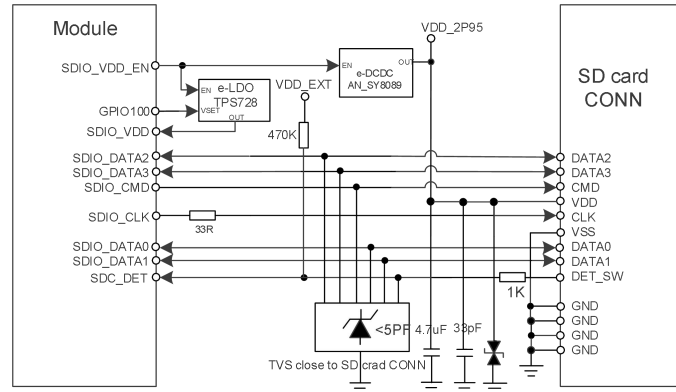 Module
VDD_2P95
SDIO_VDD_EN
EN
OUT
e-DCDC
AN_SY8089
SD card
CONN
EN
e-LDO
TPS728
VSET
OUT
VDD_EXT
GPIO100
SDIO_VDD
470K
SDIO_DATA2
DATA2
SDIO_DATA3
DATA3
SDIO_CMD
CMD
VDD
SDIO_CLK
33R
CLK
VSS
SDIO_DATA0
DATA0
SDIO_DATA1
DATA1
SDC_DET
DET_SW
1K
GND
GND
GND
GND
<5PF
4.7uF
33pF
TVS close to SD crad CONN